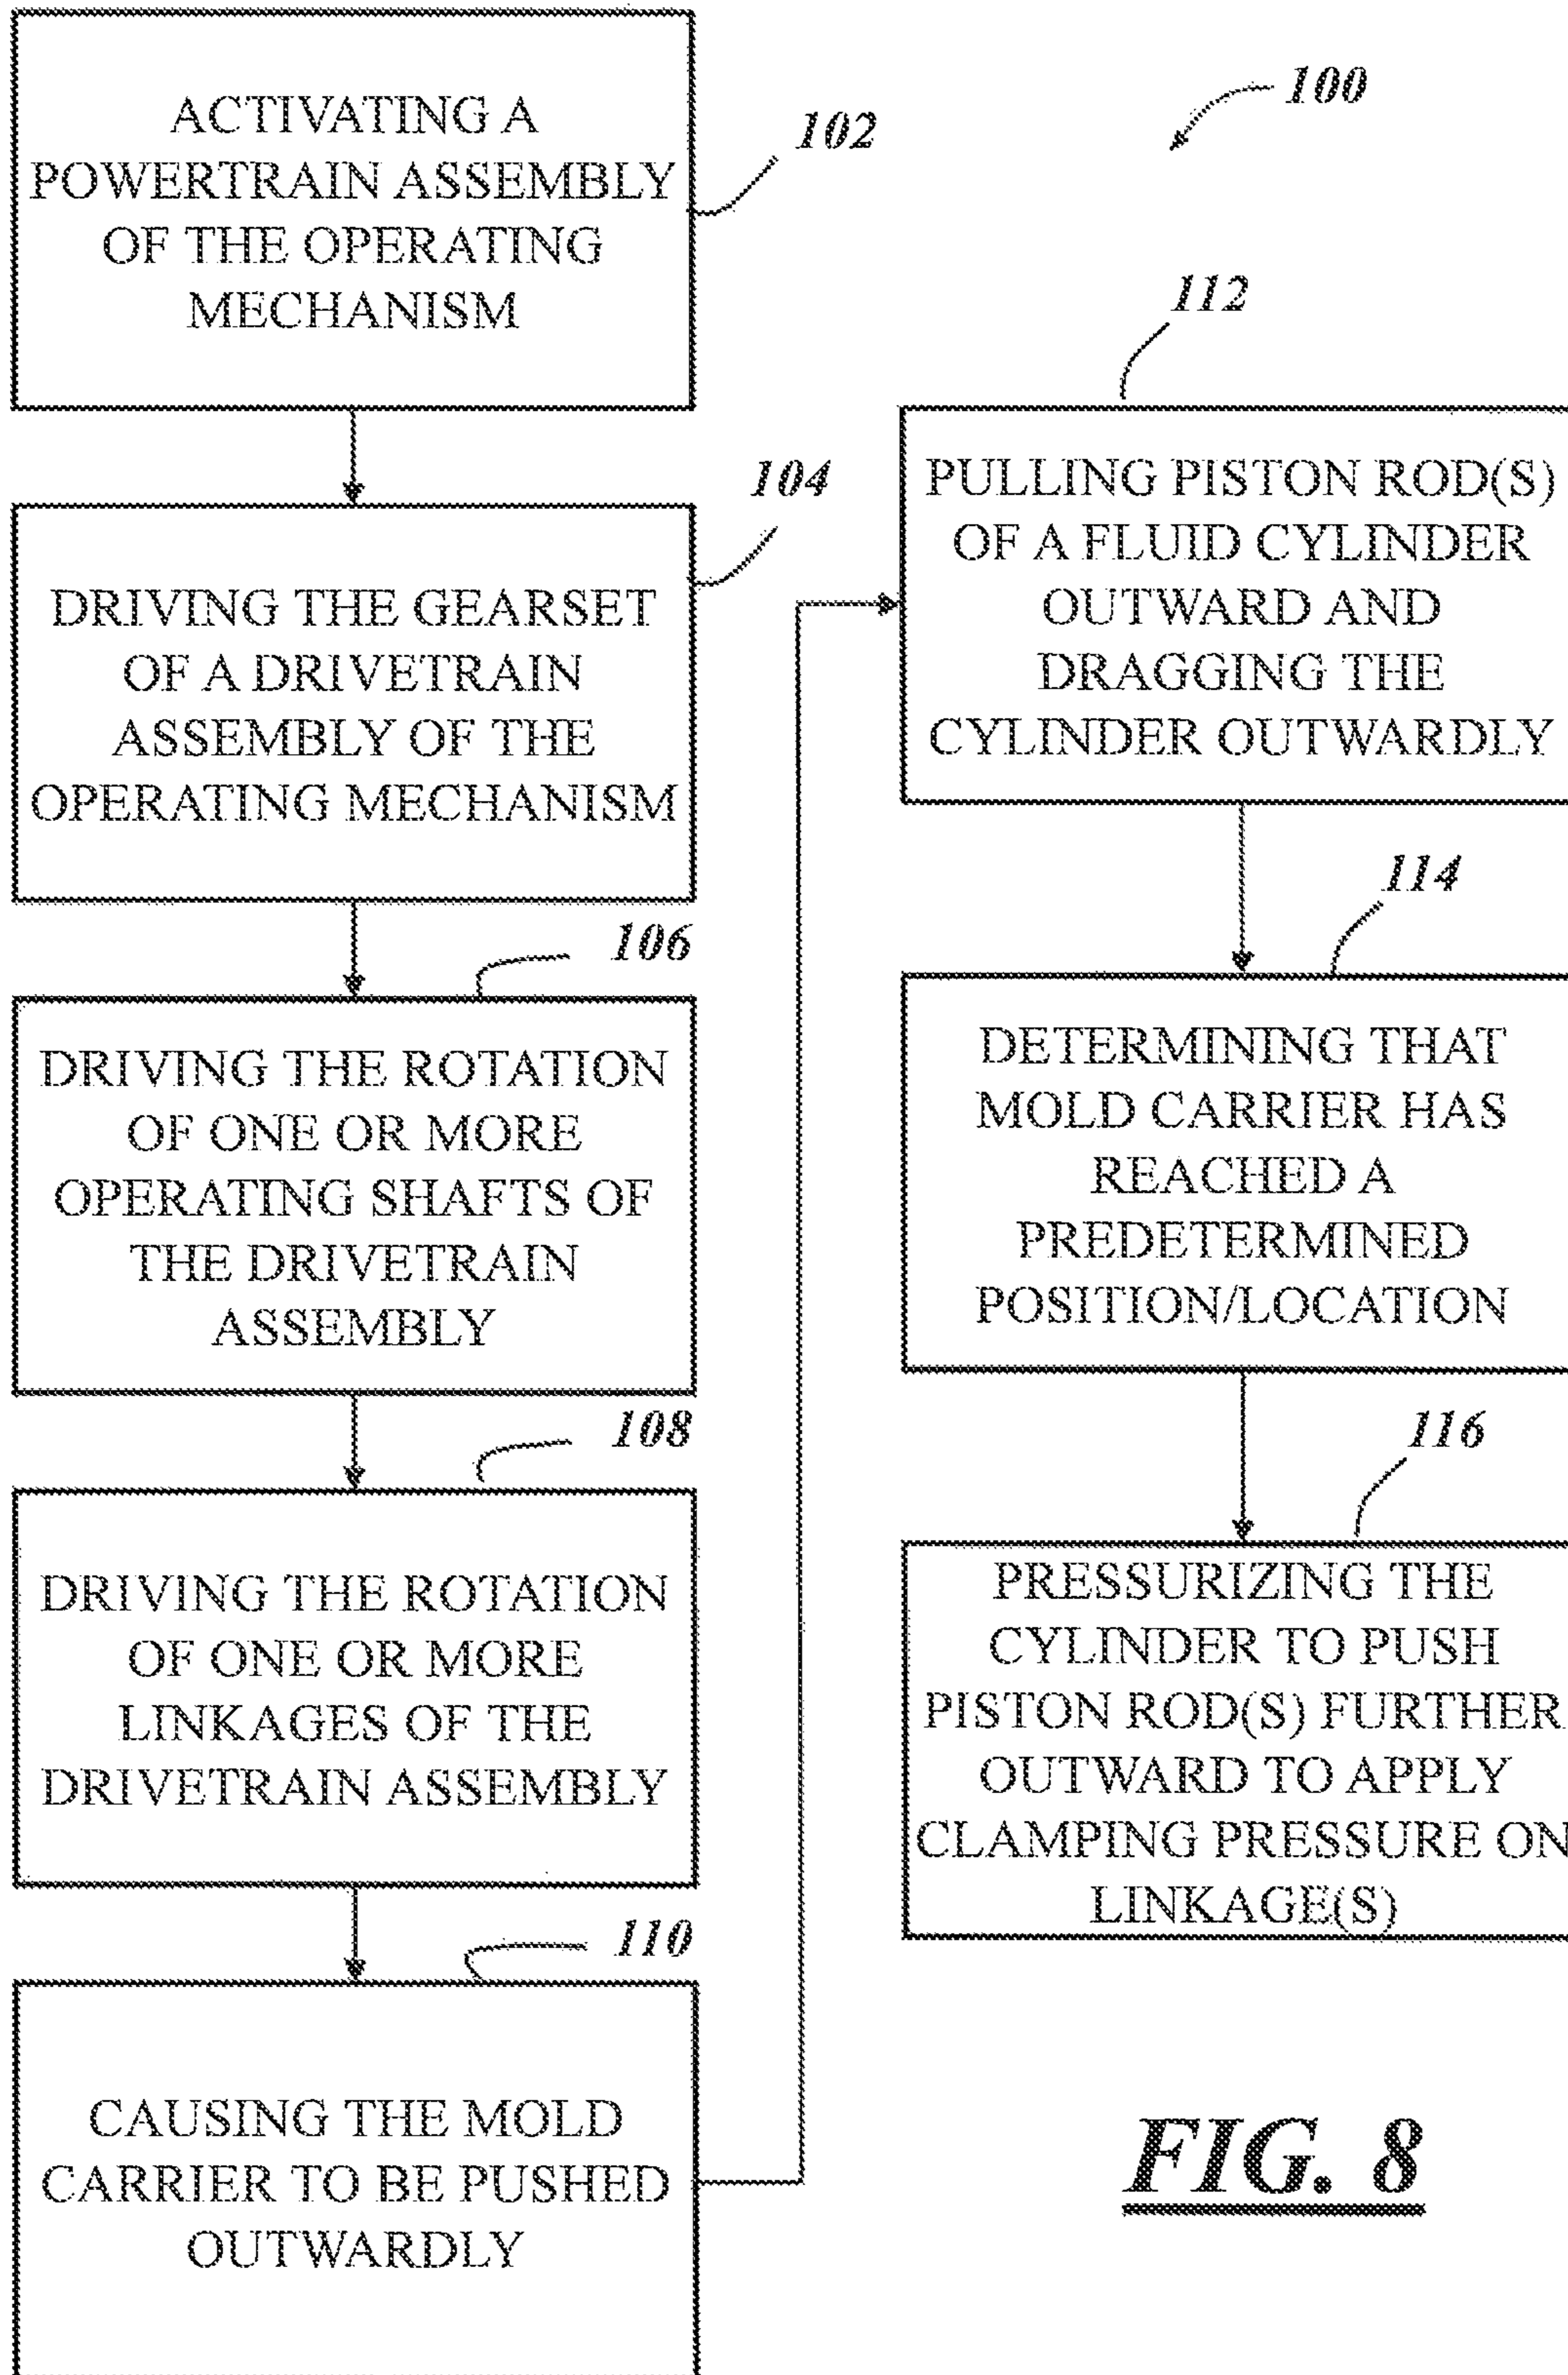 100
102
ACTIVATING A
POWERTRAIN ASSEMBLY
OF THE OPERATING
MECHANISM
104
DRIVING THE GEARSET
OF A DRIVETRAIN
ASSEMBLY OF THE
OPERATING MECHANISM
106
DRIVING THE ROTATION
OF ONE OR MORE
OPERATING SHAFTS OF
THE DRIVETRAIN
ASSEMBLY
108
DRIVING THE ROTATION
OF ONE OR MORE
LINKAGES OF THE
DRIVETRAIN ASSEMBLY
110
CAUSING THE MOLD
CARRIER TO BE PUSHED
OUTWARDLY
112
PULLING PISTON ROD(S)
OF A FLUID CYLINDER
OUTWARD AND
DRAGGING THE
CYLINDER OUTWARDLY
114
DETERMINING THAT
MOLD CARRIER HAS
REACHED A
PREDETERMINED
POSITION/LOCATION
116
PRESSURIZING THE
CYLINDER TO PUSH
PISTON ROD(S) FURTHER
OUTWARD TO APPLY
CLAMPING PRESSURE ON
LINKAGE(S)
FIG. 8